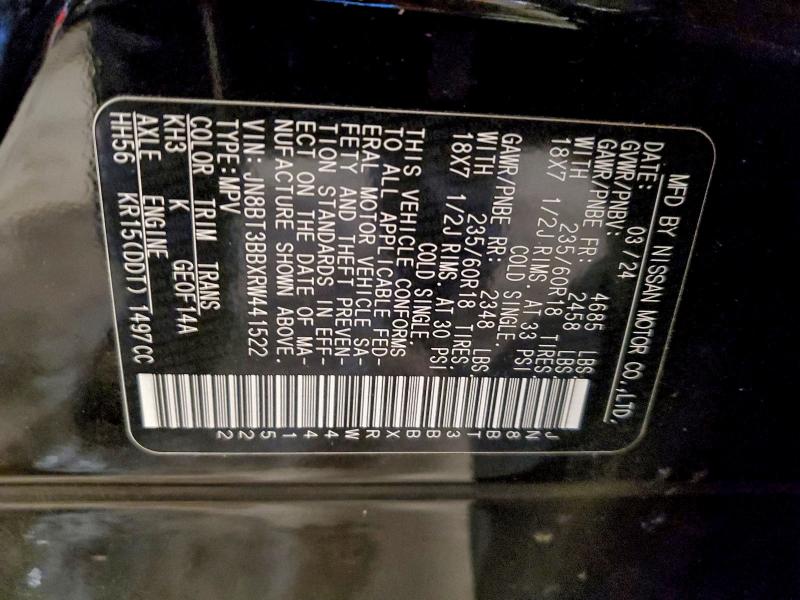 MFD BY NISSAN MOTOR CO.,LTD.
DATE: 03 /24
GVWR/PNBV: 4665 LBS
GAWR/PNBE FR: 2458 LBS.
WITH 235/60R18 TIRES,
18X7 1/2J RIMS. AT 33 PSI
COLD SINGLE.
GAWR/PNBE RR: 2348 LBS.
WITH 235/60R18 TIRES,
18X7 1/2J RIMS. AT 30 PSI
COLD SINGLE
THIS VEHICLE CONFORMS
TO ALL APPLICABLE FED-
ERAL MOTOR VEHICLE SA-
FETY AND THEFT PREVEN-
TION STANDARDS IN EFF-
ECT ON THE DATE OF MA-
NUFACTURE SHOWN ABOVE.
VIN: JN8BT3BBXRW441522
TYPE: MPV
COLOR TRIM TRANS
KH3 K GE0F14A
AXLE ENGINE
HH56 KR15(DDT) 1497CC
JN8BT3BBXRW441522